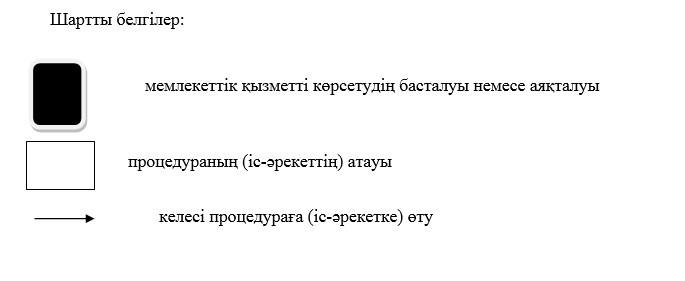 Шартты белгілер:
мемлекеттік қызметті көрсетудің басталуы немесе аяқталуы
процедураның (іс-әрекеттің) атауы
келесі процедураға (іс-әрекетке) өту